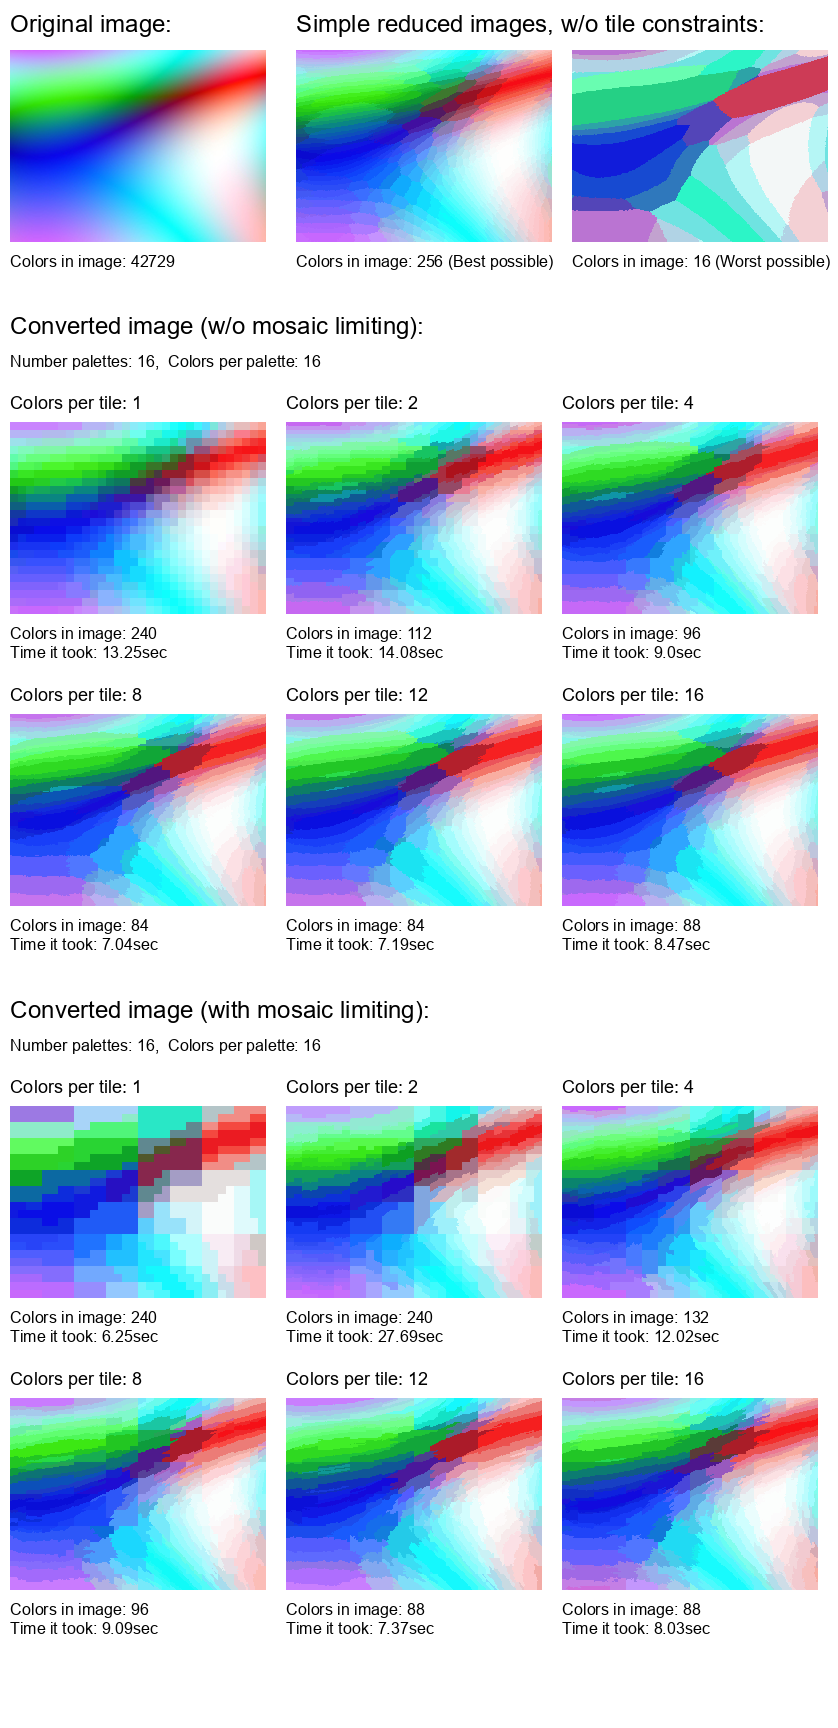 Original image:
Simple reduced images, w/o tile constraints:
Colors in image: 42729
Colors in image: 256 (Best possible)
Colors in image: 16 (Worst possible)
Converted image (w/o mosaic limiting):
Number palettes: 16,  Colors per palette: 16
Colors per tile: 1
Colors per tile: 2
Colors per tile: 4
Colors in image: 240
Time it took: 13.25sec
Colors in image: 112
Time it took: 14.08sec
Colors in image: 96
Time it took: 9.0sec
Colors per tile: 8
Colors per tile: 12
Colors per tile: 16
Colors in image: 84
Time it took: 7.04sec
Colors in image: 84
Time it took: 7.19sec
Colors in image: 88
Time it took: 8.47sec
Converted image (with mosaic limiting):
Number palettes: 16,  Colors per palette: 16
Colors per tile: 1
Colors per tile: 2
Colors per tile: 4
Colors in image: 240
Time it took: 6.25sec
Colors in image: 240
Time it took: 27.69sec
Colors in image: 132
Time it took: 12.02sec
Colors per tile: 8
Colors per tile: 12
Colors per tile: 16
Colors in image: 96
Time it took: 9.09sec
Colors in image: 88
Time it took: 7.37sec
Colors in image: 88
Time it took: 8.03sec